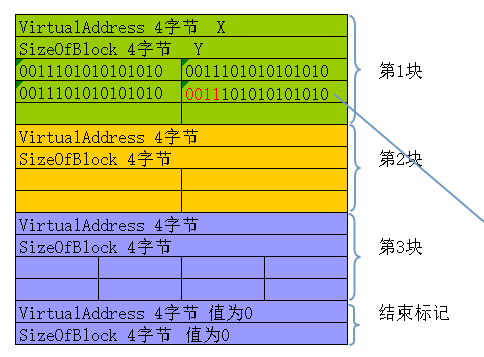 VirtualAddress 4字节 X
SizeOfBlock 4字节 Y
0011101010101010 0011101010101010
第1块
0011101010101010 0011101010101010
VirtualAddress 4字节
第2块
SizeOfBlock 4字节
VirtualAddress 4字节
SizeOfBlock 4字节
第3块
VirtualAddress 4字节 值为0
结束标记
SizeOfBlock 4字节 值为0